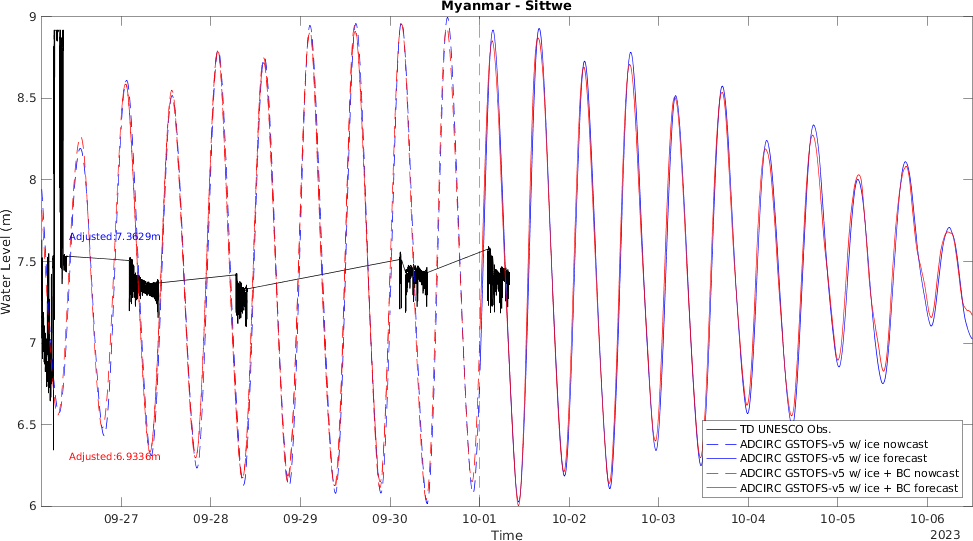 Myanmar - Sittwe
Water Level (m)
9
8.5
8
7.5
7
6.5
6
Adjusted:7.3629m
Adjusted:6.9336m
TD UNESCO Obs.
ADCIRC GSTOFS-v5 w/ ice nowcast
ADCIRC GSTOFS-v5 w/ ice forecast
ADCIRC GSTOFS-v5 w/ ice + BC nowcast
ADCIRC GSTOFS-v5 w/ ice + BC forecast
09-27 09-28 09-29 09-30 10-01 10-02 10-03 10-04 10-05 10-06
Time
2023